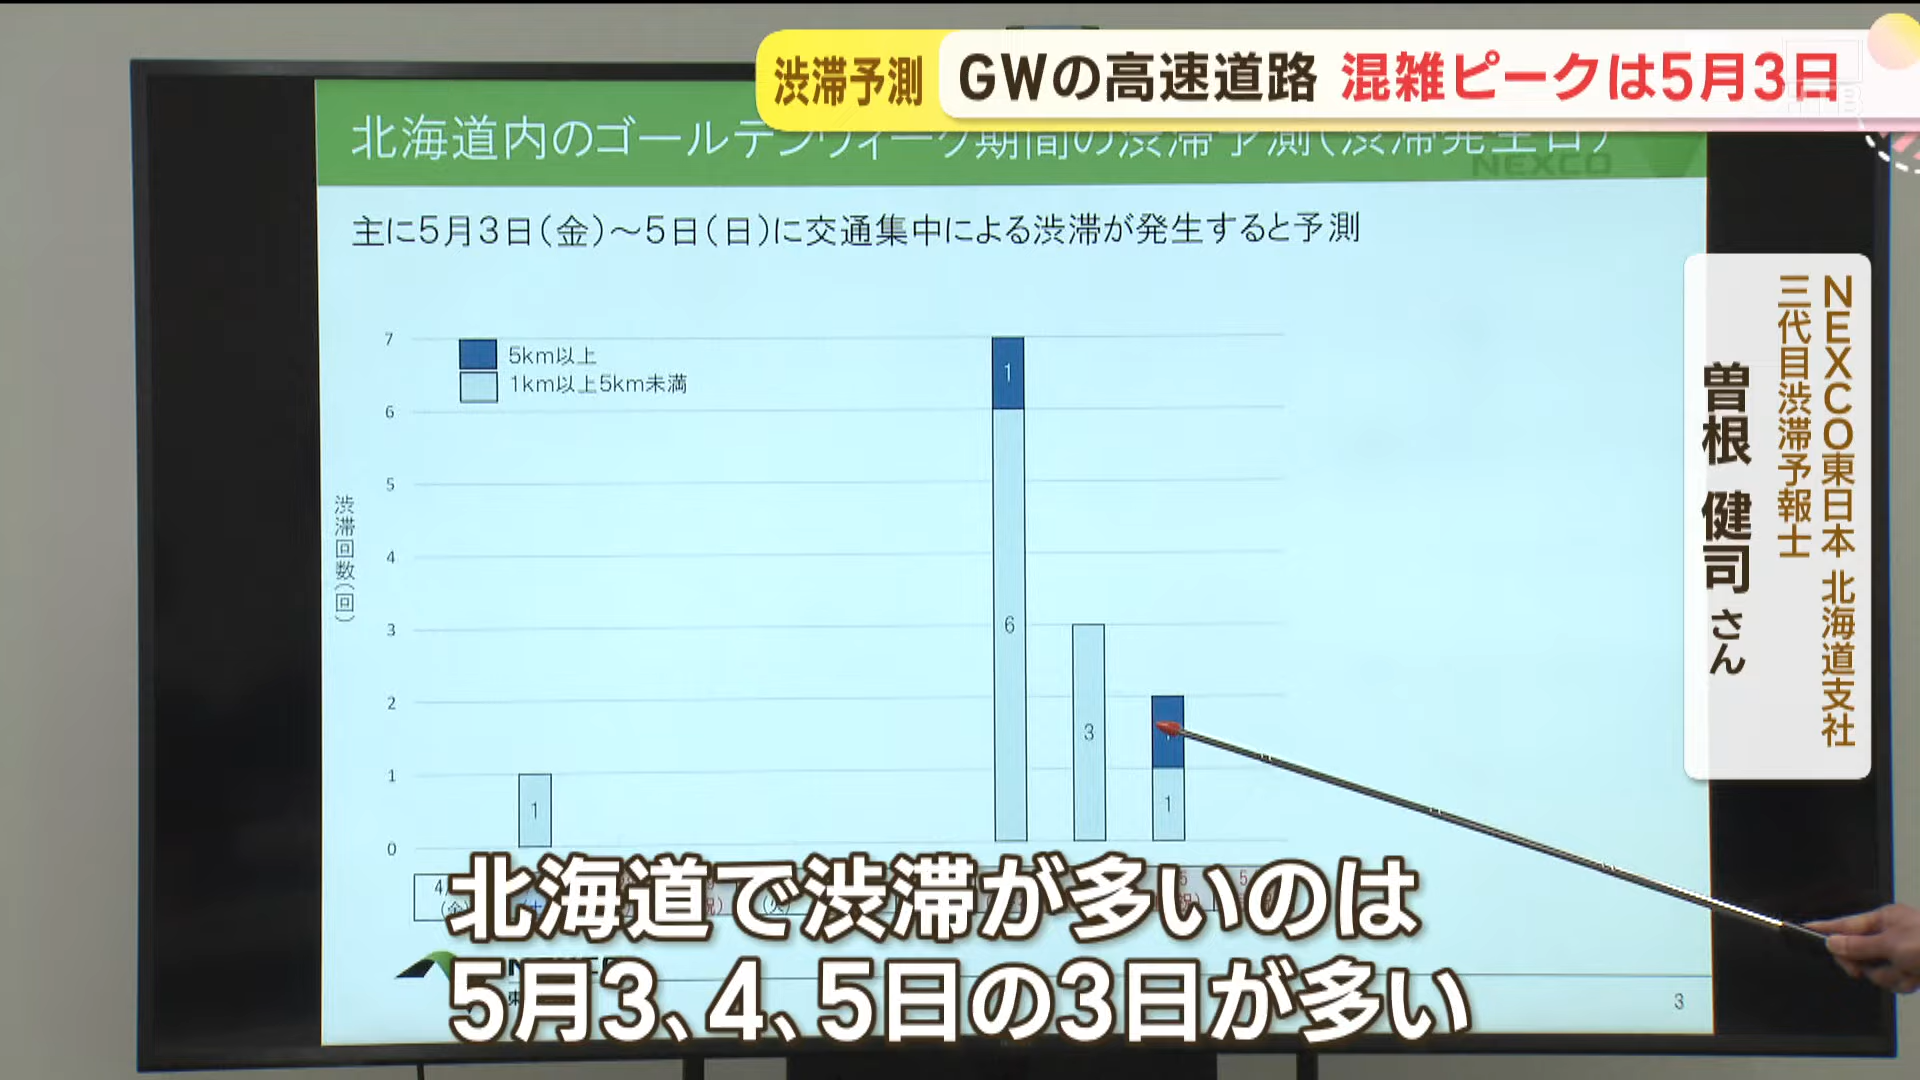 渋滞予測
GWの高速道路 混雑ピークは5月3日
北海道内のゴールデンウィーク期間の渋滞予測（渋滞発生日）
NEXCO
主に5月3日（金）～5日（日）に交通集中による渋滞が発生すると予測
NEXCO東日本 北海道支社
三代目渋滞予報士
曽根 健司 さん
5km以上
1km以上5km未満
渋滞回数（回）
7
6
5
4
3
2
1
0
1
1
6
3
1
1
北海道で渋滞が多いのは
5月3、4、5日の3日が多い
3